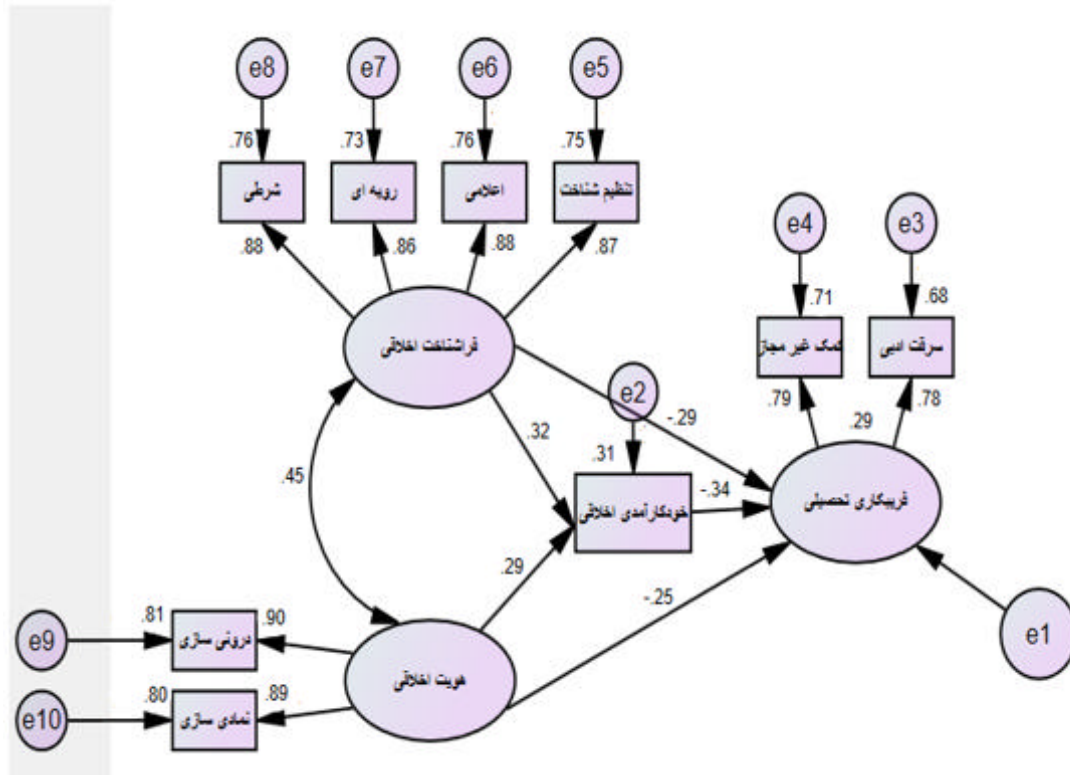 e8
e7
e6
e5
.76
.73
.76
.75
شرطی
رویه ای
اعلامی
تنظیم شناخت
.88
.86
.88
.87
e4
e3
.71
.68
کمک غیر مجاز
سرقت ادبی
.79
.78
فراشناخت اخلاقی
e2
-.29
.32
.31
.29
.45
خودکارآمدی اخلاقی
-.34
فریبکاری تحصیلی
.29
-.25
e9
.81
درونی سازی
.90
e1
هویت اخلاقی
e10
.80
نمادی سازی
.89